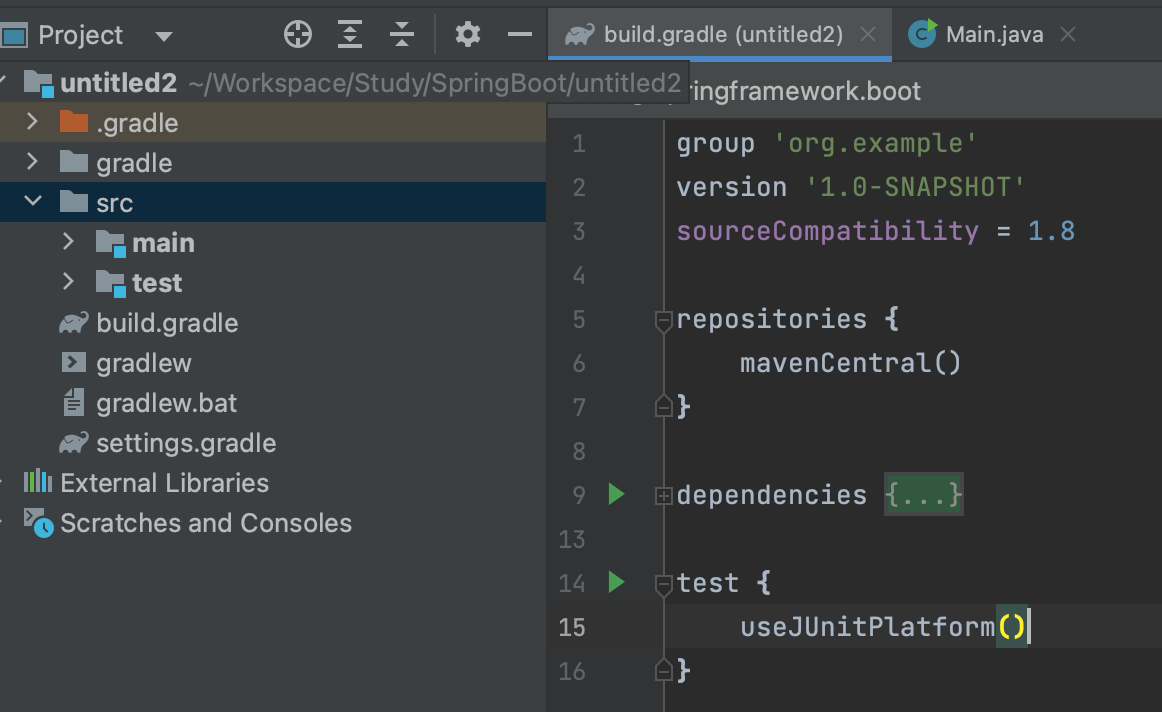 Project
build.gradle (untitled2)
Main.java
untitled2 ~/Workspace/Study/SpringBoot/untitled2
ringframework.boot
.gradle
gradle
src
main
test
build.gradle
gradlew
gradlew.bat
settings.gradle
External Libraries
Scratches and Consoles
1 group 'org.example'
2 version '1.0-SNAPSHOT'
3 sourceCompatibility = 1.8
4
5 repositories {
6 mavenCentral()
7 }
8
9 dependencies {...}
13
14 test {
15 useJUnitPlatform()
16 }